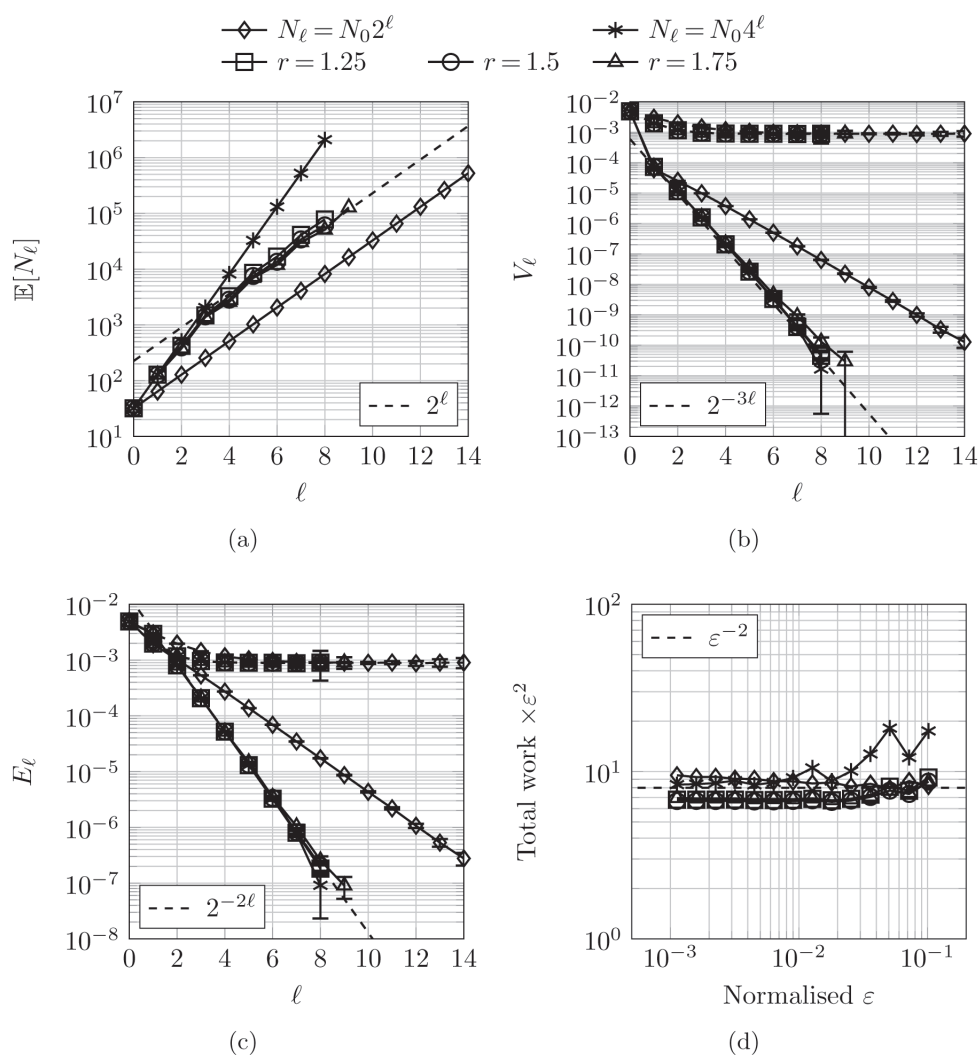 N_ℓ = N_0 2^ℓ
N_ℓ = N_0 4^ℓ
r = 1.25
r = 1.5
r = 1.75
10^7
10^6
10^5
10^4
10^3
10^2
10^1
𝔼[N_ℓ]
2^ℓ
0 2 4 6 8 10 12 14
ℓ
(a)
10^−2
10^−3
10^−4
10^−5
10^−6
10^−7
10^−8
10^−9
10^−10
10^−11
10^−12
10^−13
V_ℓ
2^−3ℓ
0 2 4 6 8 10 12 14
ℓ
(b)
10^−2
10^−3
10^−4
10^−5
10^−6
10^−7
10^−8
E_ℓ
2^−2ℓ
0 2 4 6 8 10 12 14
ℓ
(c)
10^2
10^1
10^0
Total work ×ε^2
ε^−2
10^−3 10^−2 10^−1
Normalised ε
(d)